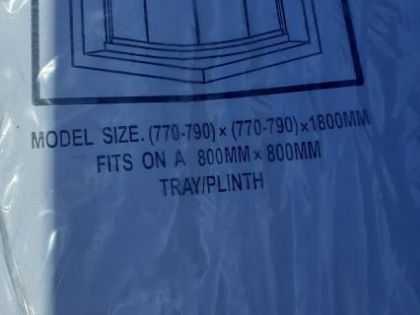 MODEL SIZE. (770-790) × (770-790) ×1800MM
FITS ON A 800MM × 800MM
TRAY/PLINTH